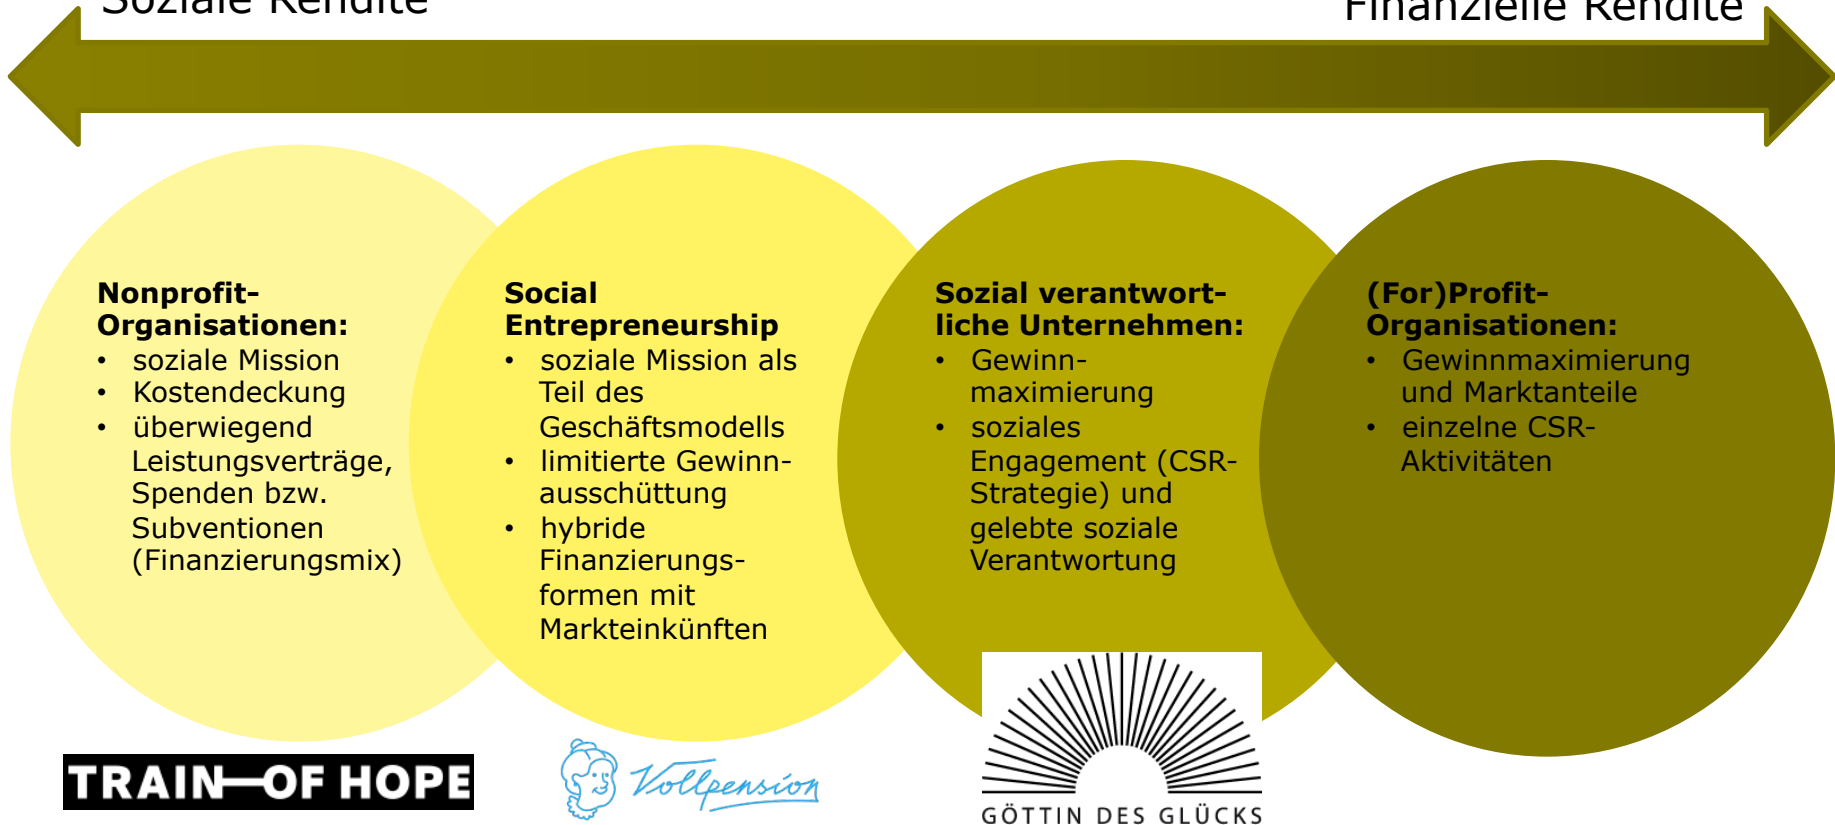 Soziale Rendite
Finanzielle Rendite
Nonprofit-
Organisationen:
• soziale Mission
• Kostendeckung
• überwiegend
Leistungsverträge,
Spenden bzw.
Subventionen
(Finanzierungsmix)
Social
Entrepreneurship
• soziale Mission als
Teil des
Geschäftsmodells
• limitierte Gewinn-
ausschüttung
• hybride
Finanzierungs-
formen mit
Markteinkünften
Sozial verantwort-
liche Unternehmen:
• Gewinn-
maximierung
• soziales
Engagement (CSR-
Strategie) und
gelebte soziale
Verantwortung
(For)Profit-
Organisationen:
• Gewinnmaximierung
und Marktanteile
• einzelne CSR-
Aktivitäten
TRAIN—OF HOPE
Vollpension
GÖTTIN DES GLÜCKS